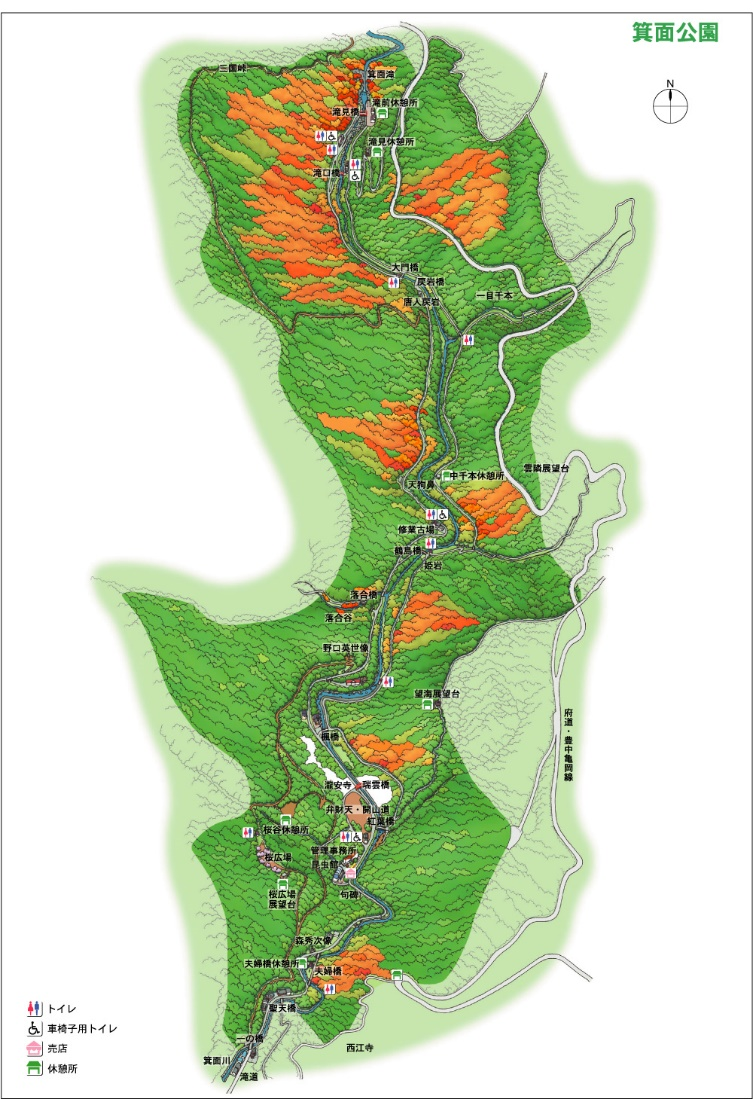 箕面公園
N
三国峠
箕面滝
滝前休憩所
滝見橋
滝見休憩所
滝口橋
大門橋
戻岩橋
一目千本
唐人戻岩
雲隣展望台
中千本休憩所
天狗鼻
修業古場
鶴島橋
姫岩
落合橋
落合谷
野口英世像
望海展望台
府道・豊中亀岡線
楓橋
瀧安寺
瑞雲橋
弁財天・開山道
紅葉橋
桜谷休憩所
管理事務所
桜広場
昆虫館
桜広場
展望台
句碑
森秀次像
夫婦橋休憩所
夫婦橋
聖天橋
一の橋
西江寺
箕面川
滝道
トイレ
車椅子用トイレ
売店
休憩所